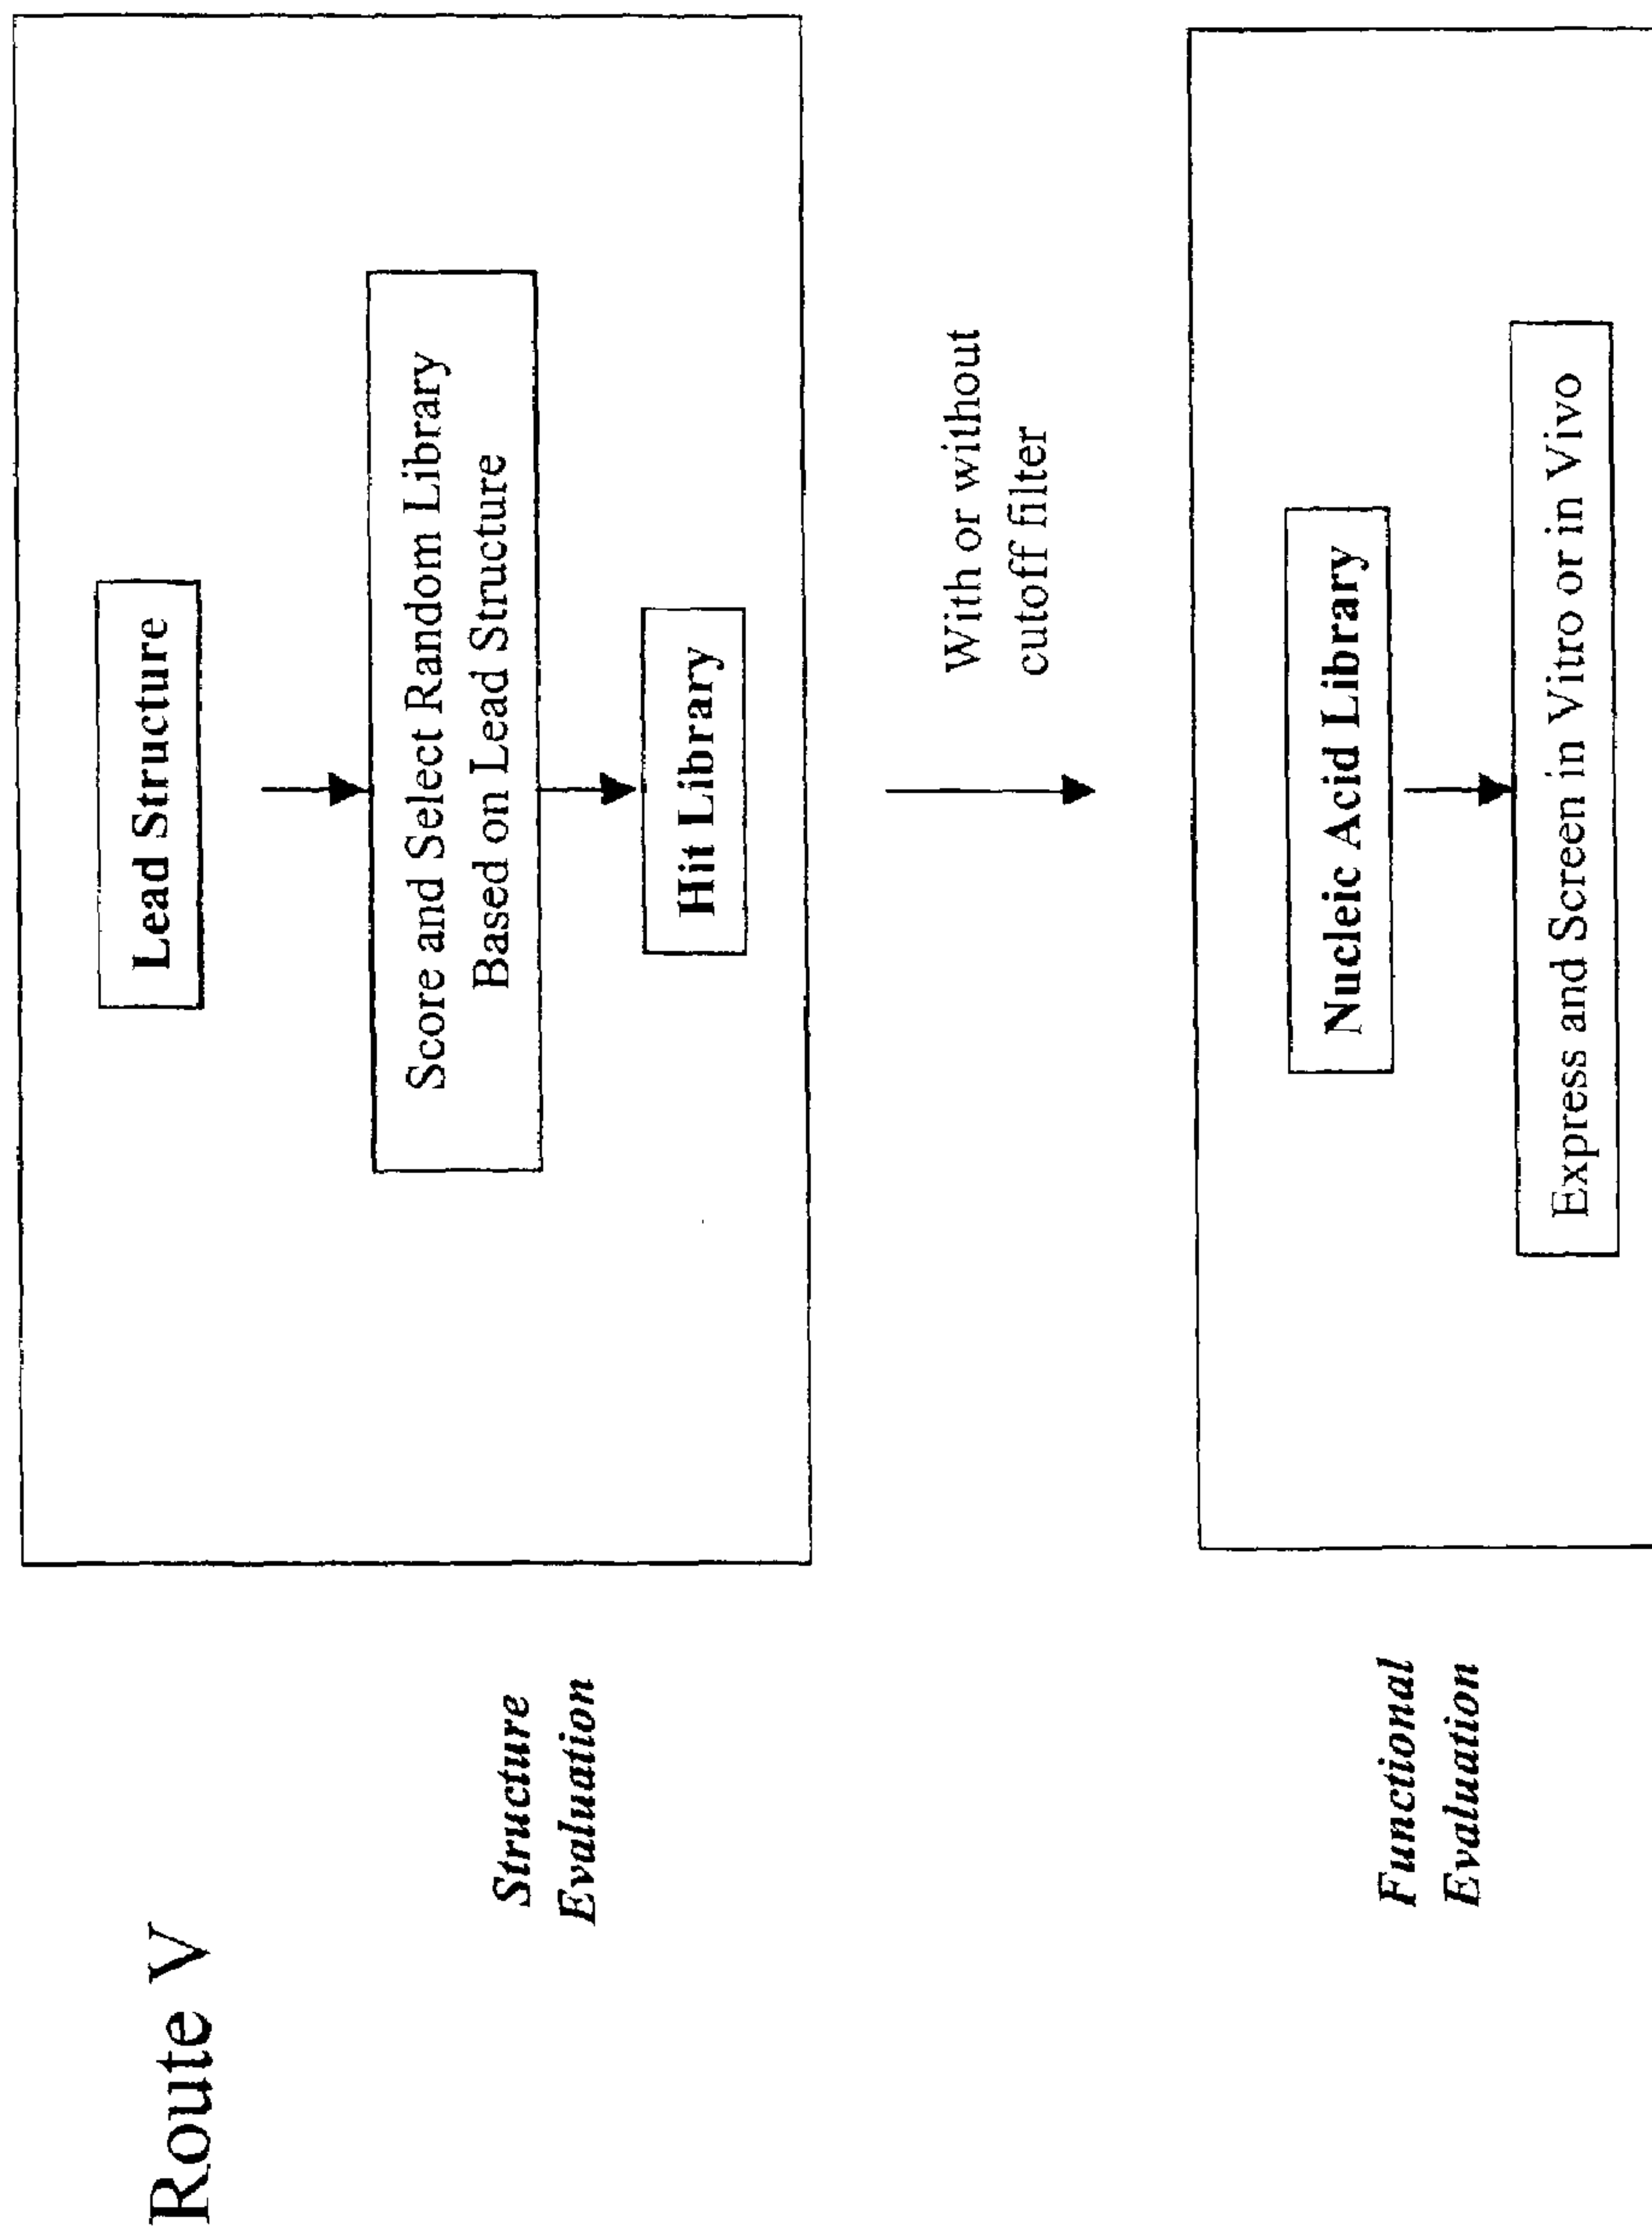 Route V
Structure
Evaluation
Lead Structure
Score and Select Random Library
Based on Lead Structure
Hit Library
With or without
cutoff filter
Functional
Evaluation
Nucleic Acid Library
Express and Screen in Vitro or in Vivo